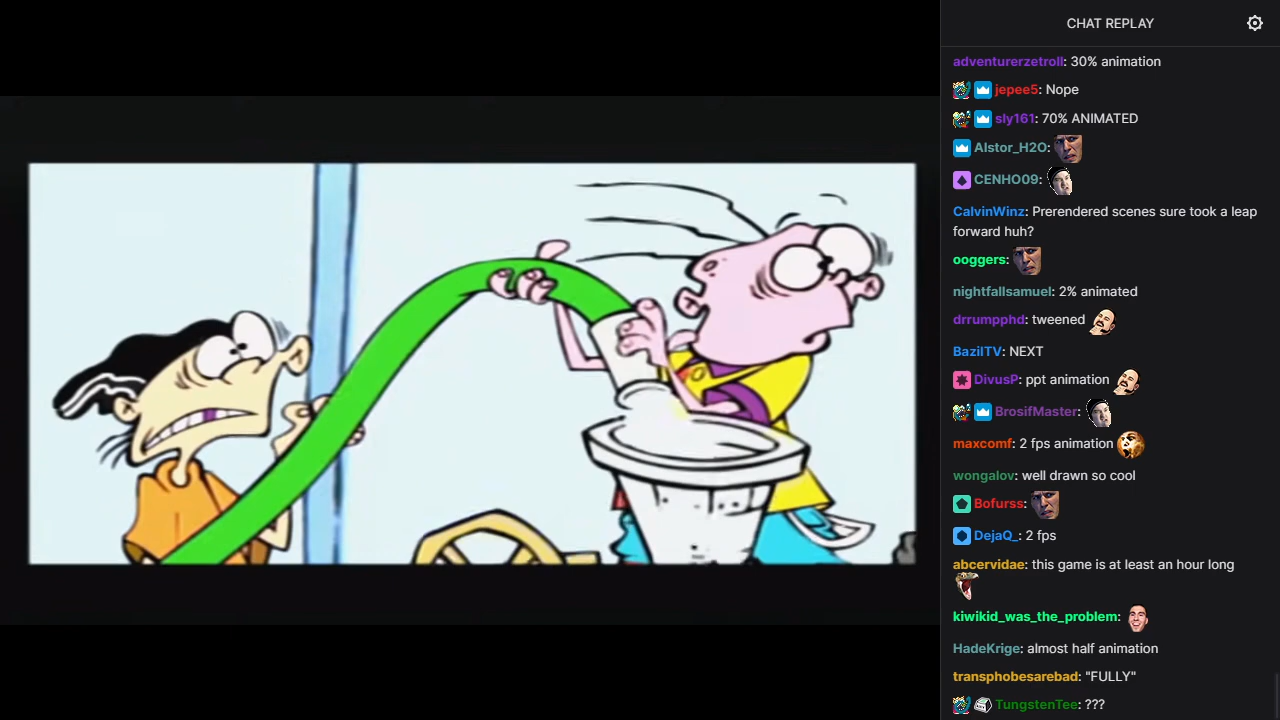 CHAT REPLAY
adventurerzetroll: 30% animation
jepee5: Nope
sly161: 70% ANIMATED
Alstor_H2O:
CENHO09:
CalvinWinz: Prerendered scenes sure took a leap
forward huh?
ooggers:
nightfallsamuel: 2% animated
drrumpphd: tweened
BazilTV: NEXT
DivusP: ppt animation
BrosifMaster:
maxcomf: 2 fps animation
wongalov: well drawn so cool
Bofurss:
DejaQ_: 2 fps
abcervidae: this game is at least an hour long
kiwikid_was_the_problem:
HadeKrige: almost half animation
transphobesarebad: "FULLY"
TungstenTee: ???